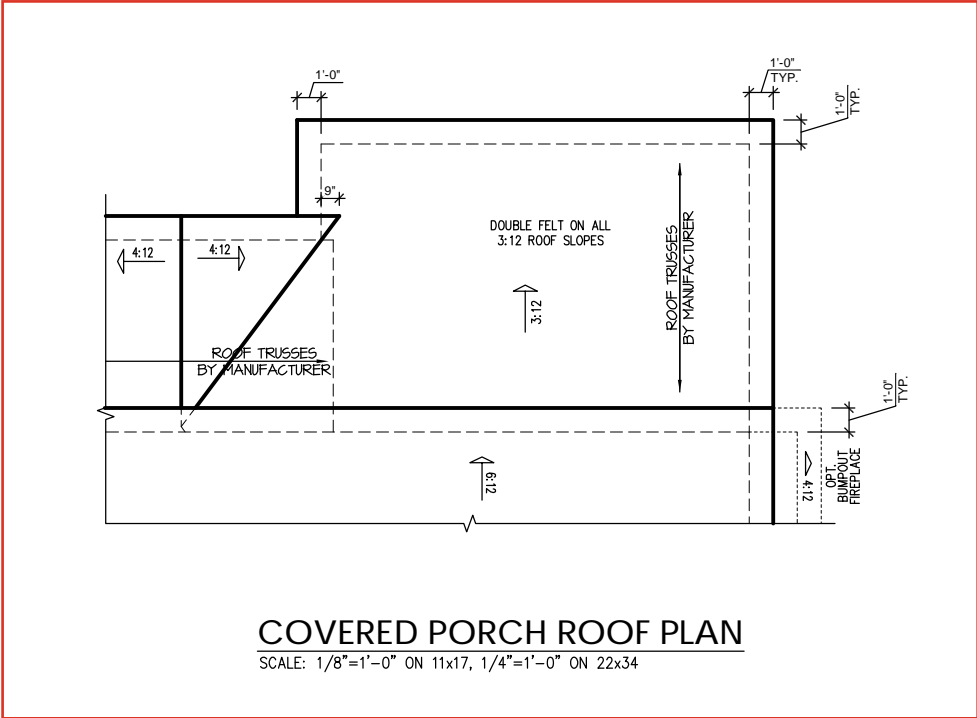 1'-0"
1'-0"
TYP.
1'-0"
TYP.
9"
DOUBLE FELT ON ALL
3:12 ROOF SLOPES
4:12
4:12
3:12
ROOF TRUSSES
BY MANUFACTURER
ROOF TRUSSES
BY MANUFACTURER
1'-0"
TYP.
6:12
4:12
OPT.
BUMPOUT
FIREPLACE
COVERED PORCH ROOF PLAN
SCALE: 1/8"=1'-0" ON 11x17, 1/4"=1'-0" ON 22x34